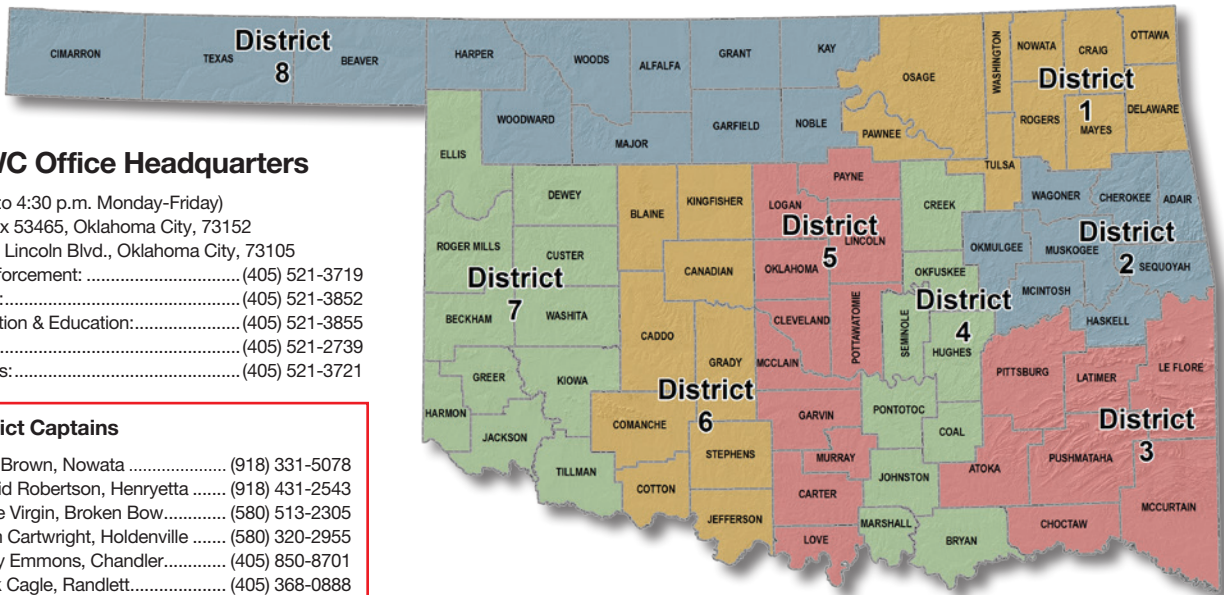 WC Office Headquarters
to 4:30 p.m. Monday-Friday)
x 53465, Oklahoma City, 73152
Lincoln Blvd., Oklahoma City, 73105
forcement: ..................................(405) 521-3719
:....................................................(405) 521-3852
tion & Education:.......................(405) 521-3855
.....................................................(405) 521-2739
s:..................................................(405) 521-3721
ict Captains
Brown, Nowata .................... (918) 331-5078
id Robertson, Henryetta ....... (918) 431-2543
e Virgin, Broken Bow............. (580) 513-2305
n Cartwright, Holdenville ....... (580) 320-2955
y Emmons, Chandler............. (405) 850-8701
k Cagle, Randlett.................... (405) 368-0888
CIMARRON
TEXAS
District 8
BEAVER
HARPER
WOODS
ALFALFA
GRANT
KAY
WOODWARD
MAJOR
GARFIELD
NOBLE
OSAGE
WASHINGTON
NOWATA
CRAIG
OTTAWA
District 1
ROGERS
MAYES
DELAWARE
PAWNEE
TULSA
ELLIS
DEWEY
ROGER MILLS
CUSTER
District 7
BECKHAM
WASHITA
GREER
KIOWA
HARMON
JACKSON
TILLMAN
BLAINE
KINGFISHER
CANADIAN
CADDO
GRADY
District 6
COMANCHE
STEPHENS
COTTON
JEFFERSON
PAYNE
LOGAN
District 5
LINCOLN
OKLAHOMA
CLEVELAND
POTTAWATOMIE
MCCLAIN
GARVIN
MURRAY
CARTER
LOVE
CREEK
OKFUSKEE
District 4
SEMINOLE
HUGHES
PONTOTOC
COAL
JOHNSTON
MARSHALL
BRYAN
WAGONER
CHEROKEE
ADAIR
OKMULGEE
MUSKOGEE
District 2
SEQUOYAH
MCINTOSH
HASKELL
PITTSBURG
LATIMER
LE FLORE
District 3
ATOKA
PUSHMATAHA
MCCURTAIN
CHOCTAW